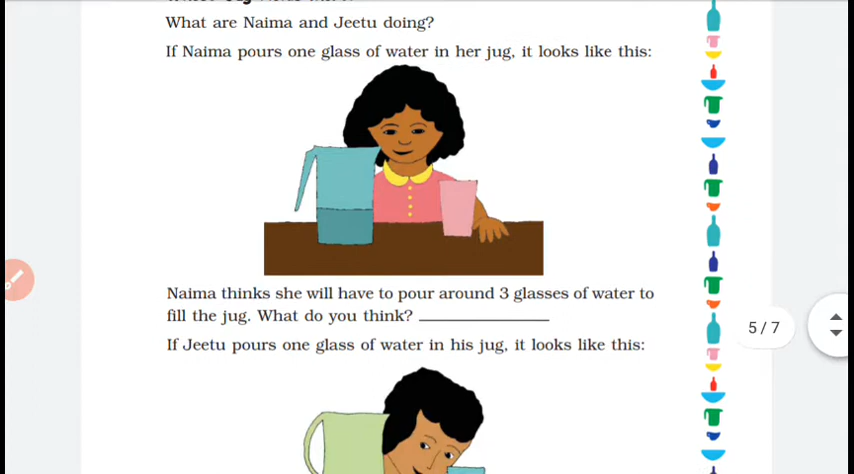 What are Naima and Jeetu doing?
If Naima pours one glass of water in her jug, it looks like this:
Naima thinks she will have to pour around 3 glasses of water to
fill the jug. What do you think?
If Jeetu pours one glass of water in his jug, it looks like this:
5 / 7